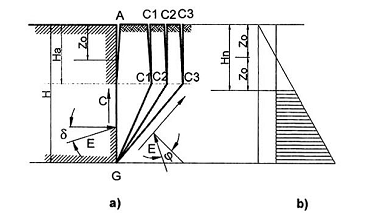 A C1 C2 C3
Ha Zo Hn Zo
H Zo
C1 C2 C3
C
δ E E φ
G
a) b)